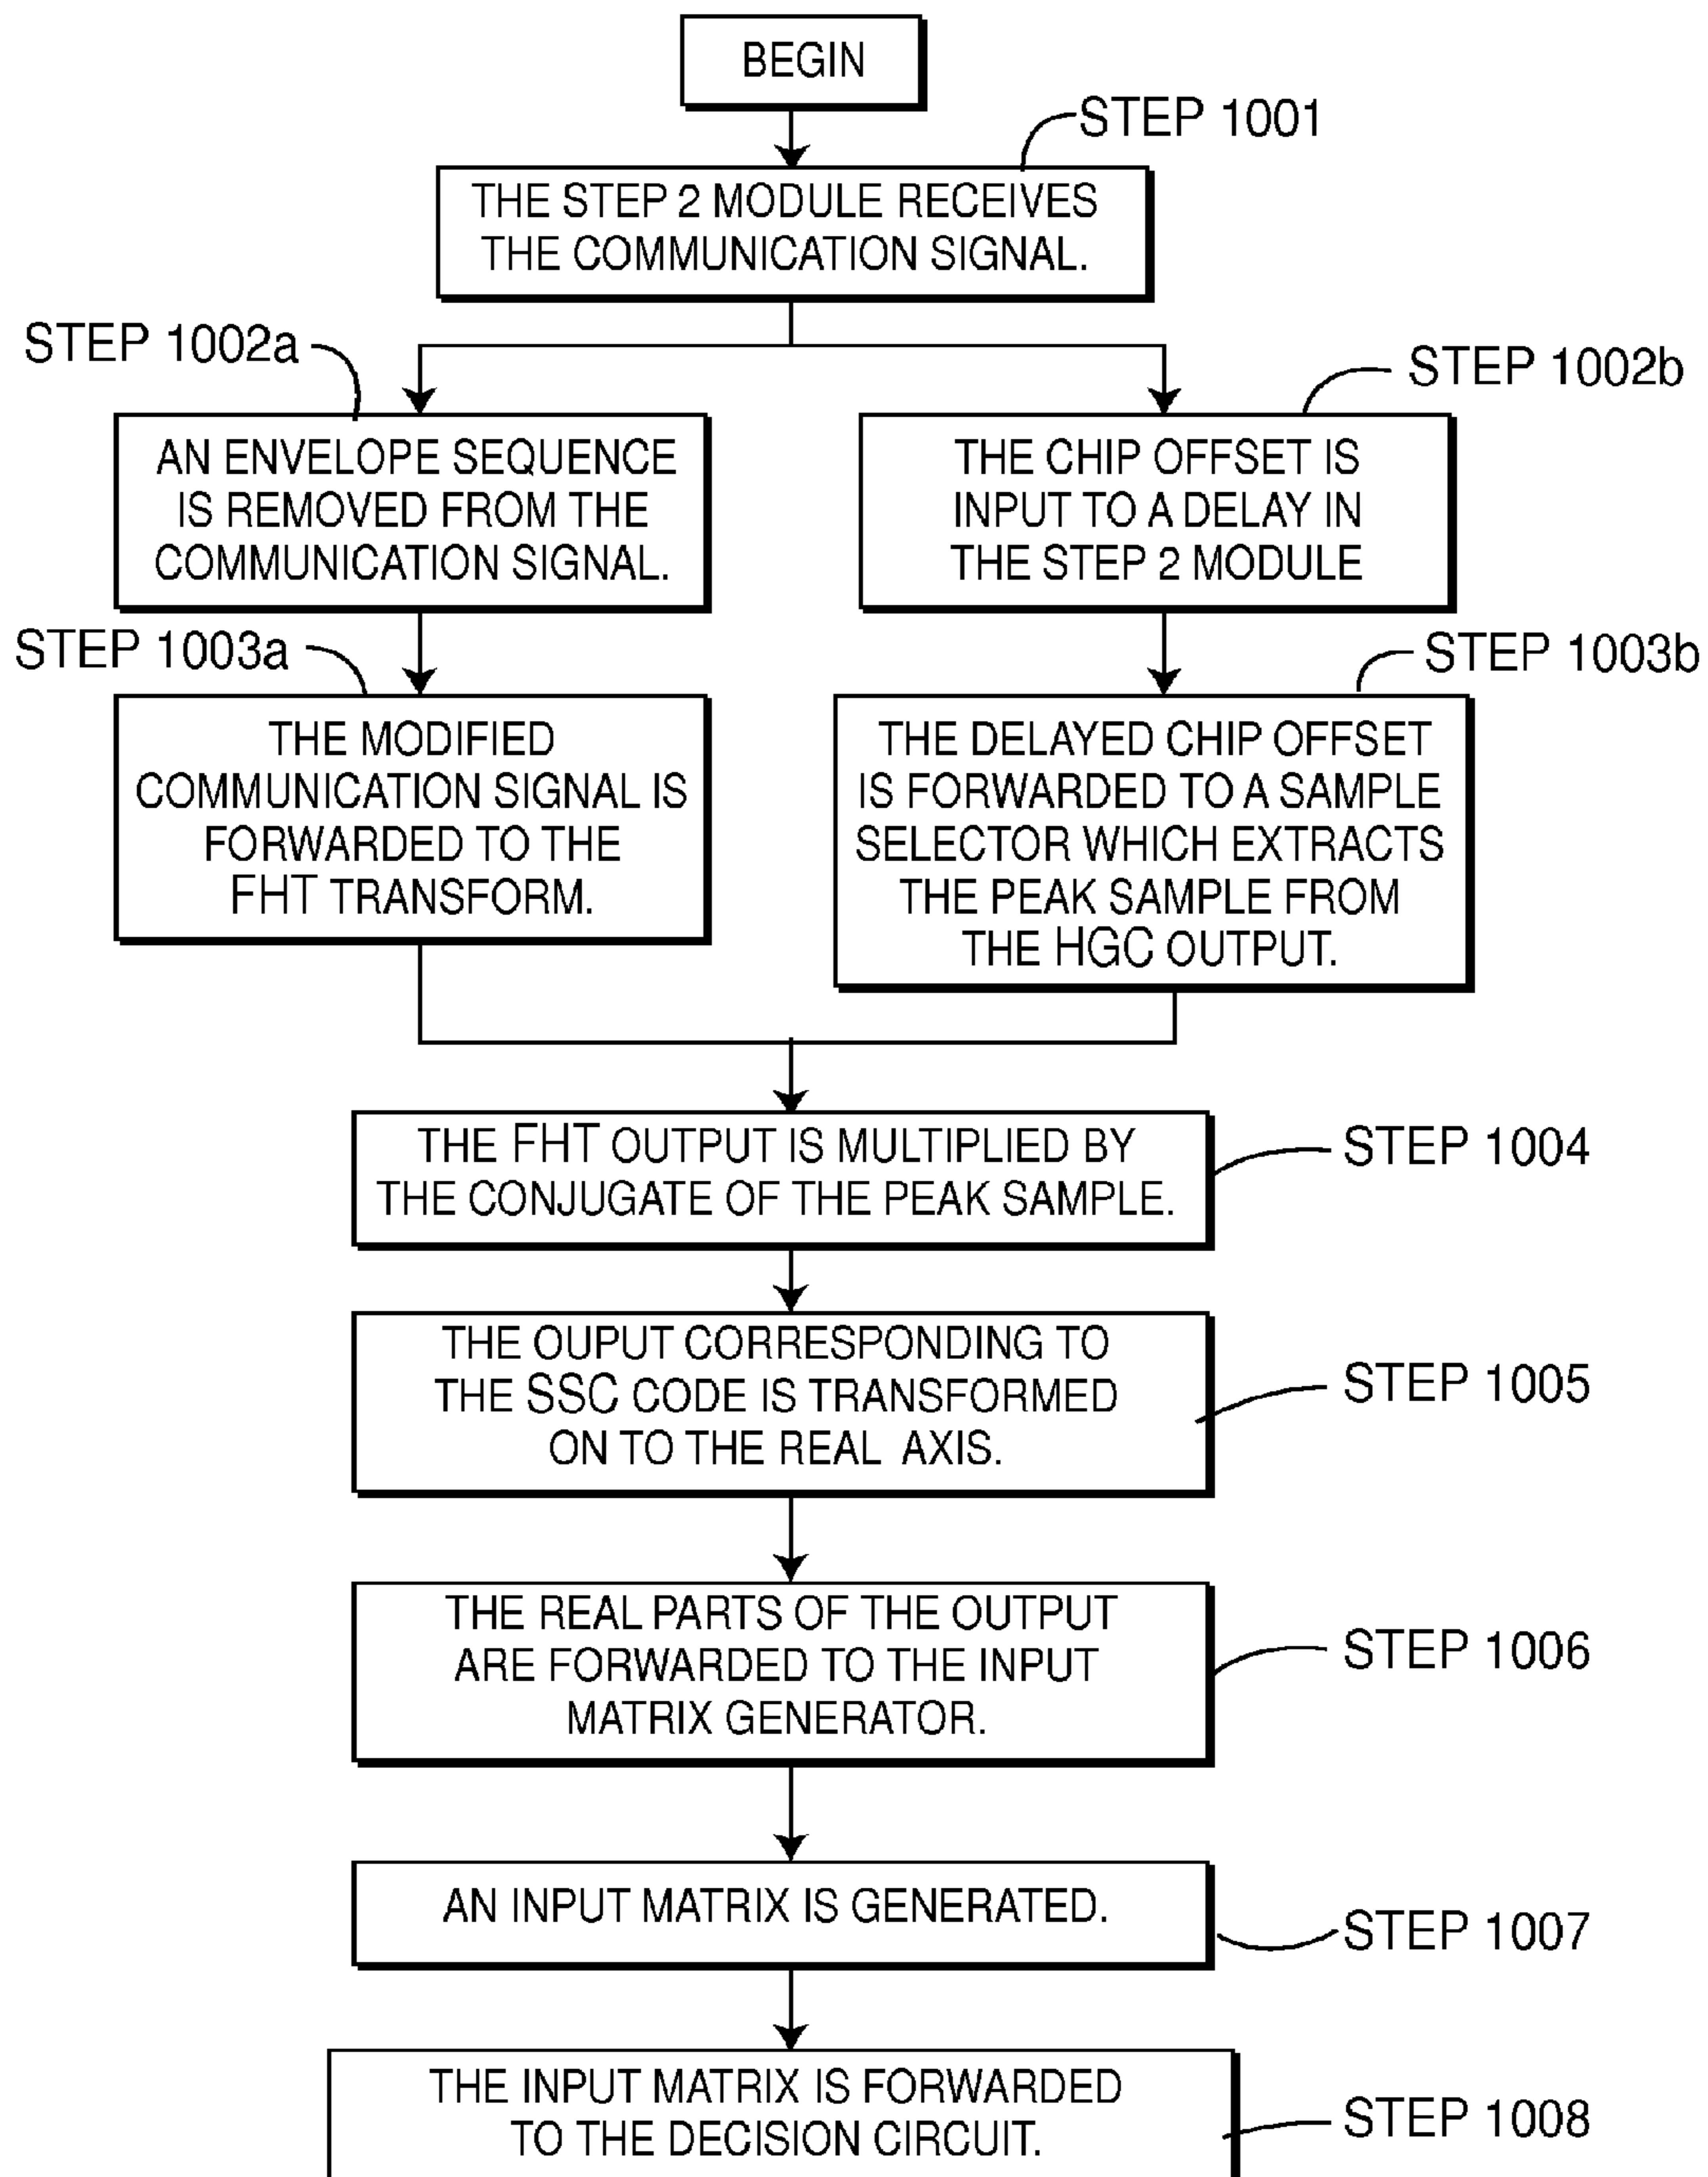 BEGIN
STEP 1001
THE STEP 2 MODULE RECEIVES
THE COMMUNICATION SIGNAL.
STEP 1002a
AN ENVELOPE SEQUENCE
IS REMOVED FROM THE
COMMUNICATION SIGNAL.
STEP 1002b
THE CHIP OFFSET IS
INPUT TO A DELAY IN
THE STEP 2 MODULE
STEP 1003a
THE MODIFIED
COMMUNICATION SIGNAL IS
FORWARDED TO THE
FHT TRANSFORM.
STEP 1003b
THE DELAYED CHIP OFFSET
IS FORWARDED TO A SAMPLE
SELECTOR WHICH EXTRACTS
THE PEAK SAMPLE FROM
THE HGC OUTPUT.
THE FHT OUTPUT IS MULTIPLIED BY
THE CONJUGATE OF THE PEAK SAMPLE.
STEP 1004
THE OUPUT CORRESPONDING TO
THE SSC CODE IS TRANSFORMED
ON TO THE REAL AXIS.
STEP 1005
THE REAL PARTS OF THE OUTPUT
ARE FORWARDED TO THE INPUT
MATRIX GENERATOR.
STEP 1006
AN INPUT MATRIX IS GENERATED.
STEP 1007
THE INPUT MATRIX IS FORWARDED
TO THE DECISION CIRCUIT.
STEP 1008